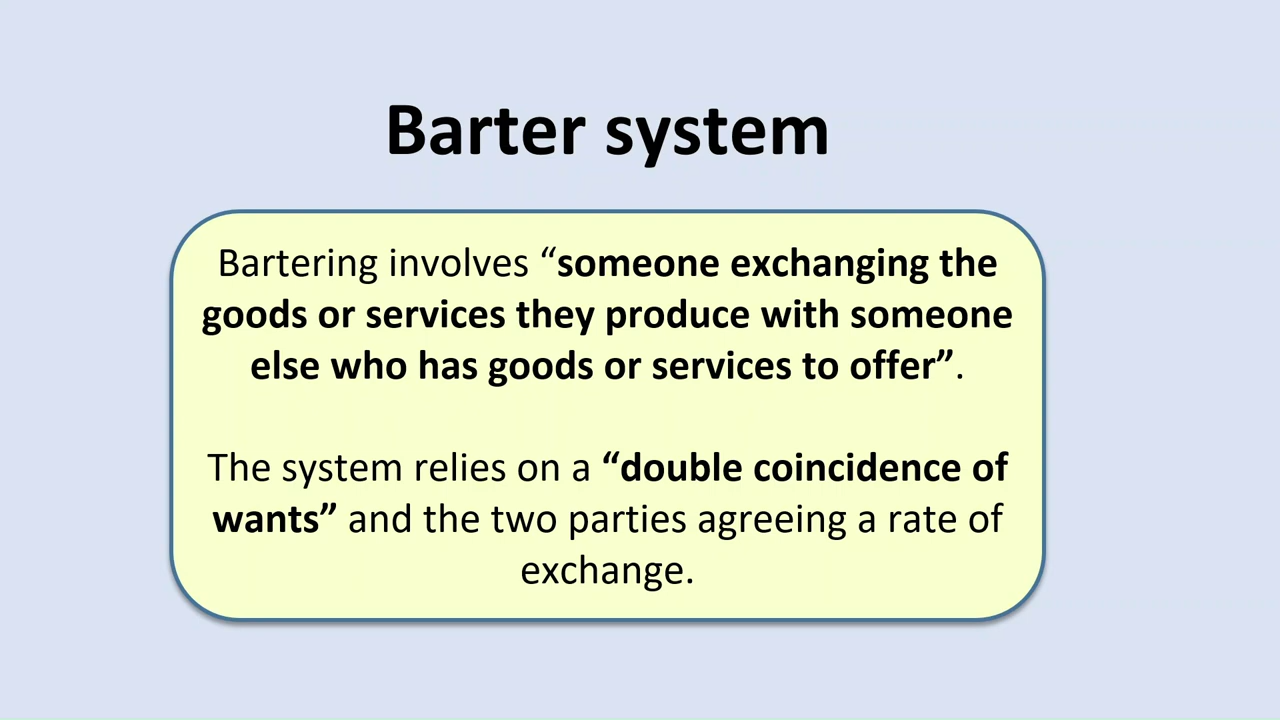 Barter system
Bartering involves “someone exchanging the
goods or services they produce with someone
else who has goods or services to offer”.
The system relies on a “double coincidence of
wants” and the two parties agreeing a rate of
exchange.